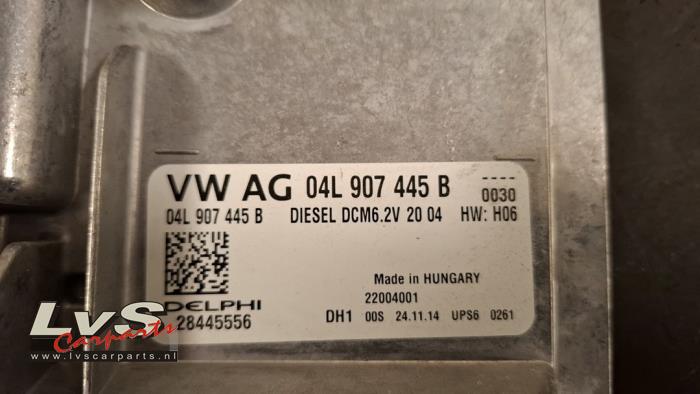 VW AG 04L 907 445 B
----
0030
04L 907 445 B DIESEL DCM6.2V 20 04 HW: H06
Made in HUNGARY
22004001
DELPHI
28445556
DH1 00S 24.11.14 UPS6 0261
LvS
Carparts
www.lvscarparts.nl